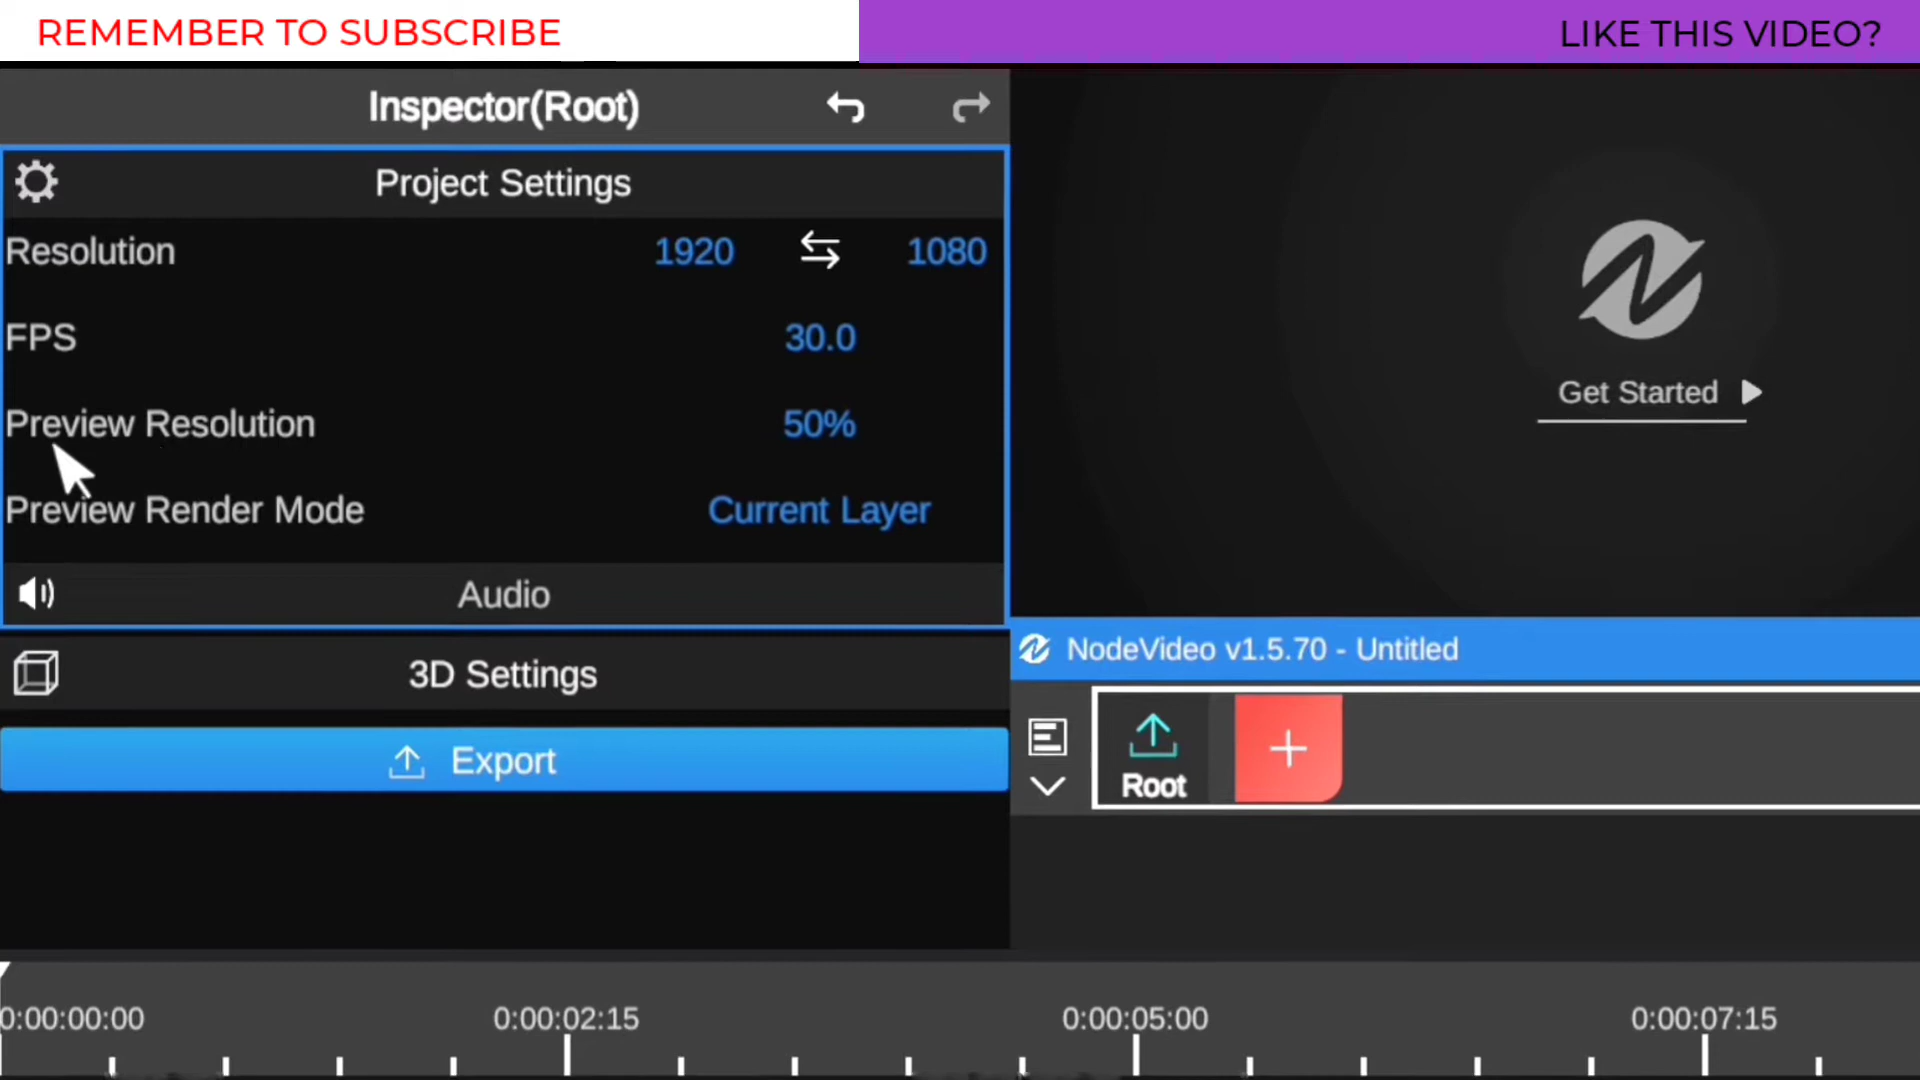 REMEMBER TO SUBSCRIBE
LIKE THIS VIDEO?
Inspector(Root)
Project Settings
Resolution 1920 1080
FPS 30.0
Preview Resolution 50%
Preview Render Mode Current Layer
Audio
3D Settings
Export
Get Started
NodeVideo v1.5.70 - Untitled
Root
0:00:00:00 0:00:02:15 0:00:05:00 0:00:07:15